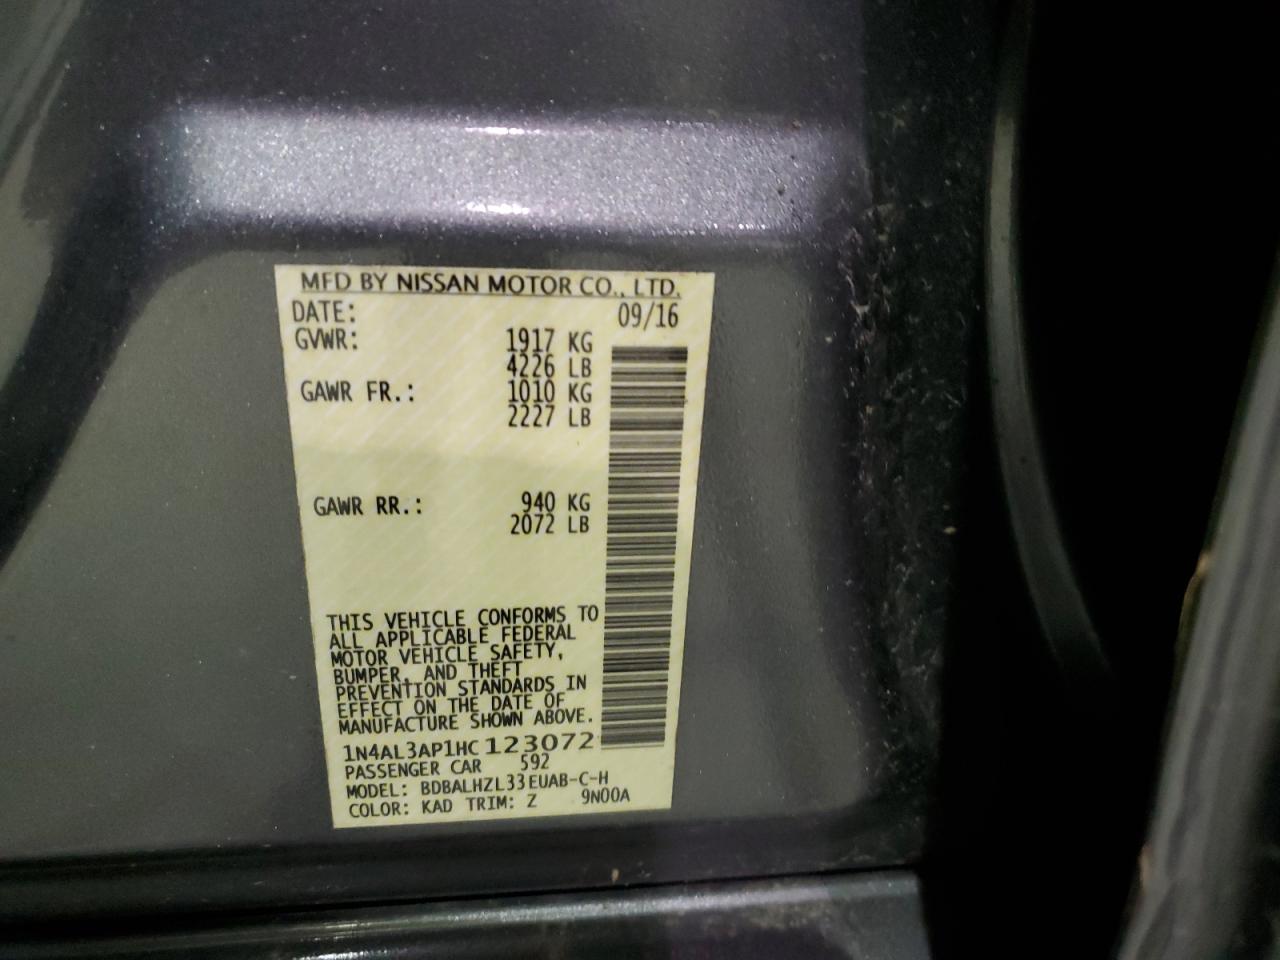 MFD BY NISSAN MOTOR CO., LTD.
DATE: 09/16
GVWR: 1917 KG
4226 LB
GAWR FR.: 1010 KG
2227 LB
GAWR RR.: 940 KG
2072 LB
THIS VEHICLE CONFORMS TO
ALL APPLICABLE FEDERAL
MOTOR VEHICLE SAFETY,
BUMPER, AND THEFT
PREVENTION STANDARDS IN
EFFECT ON THE DATE OF
MANUFACTURE SHOWN ABOVE.
1N4AL3AP1HC123072
PASSENGER CAR 592
MODEL: BDBALHZL33EUAB-C-H
COLOR: KAD TRIM: Z 9N00A